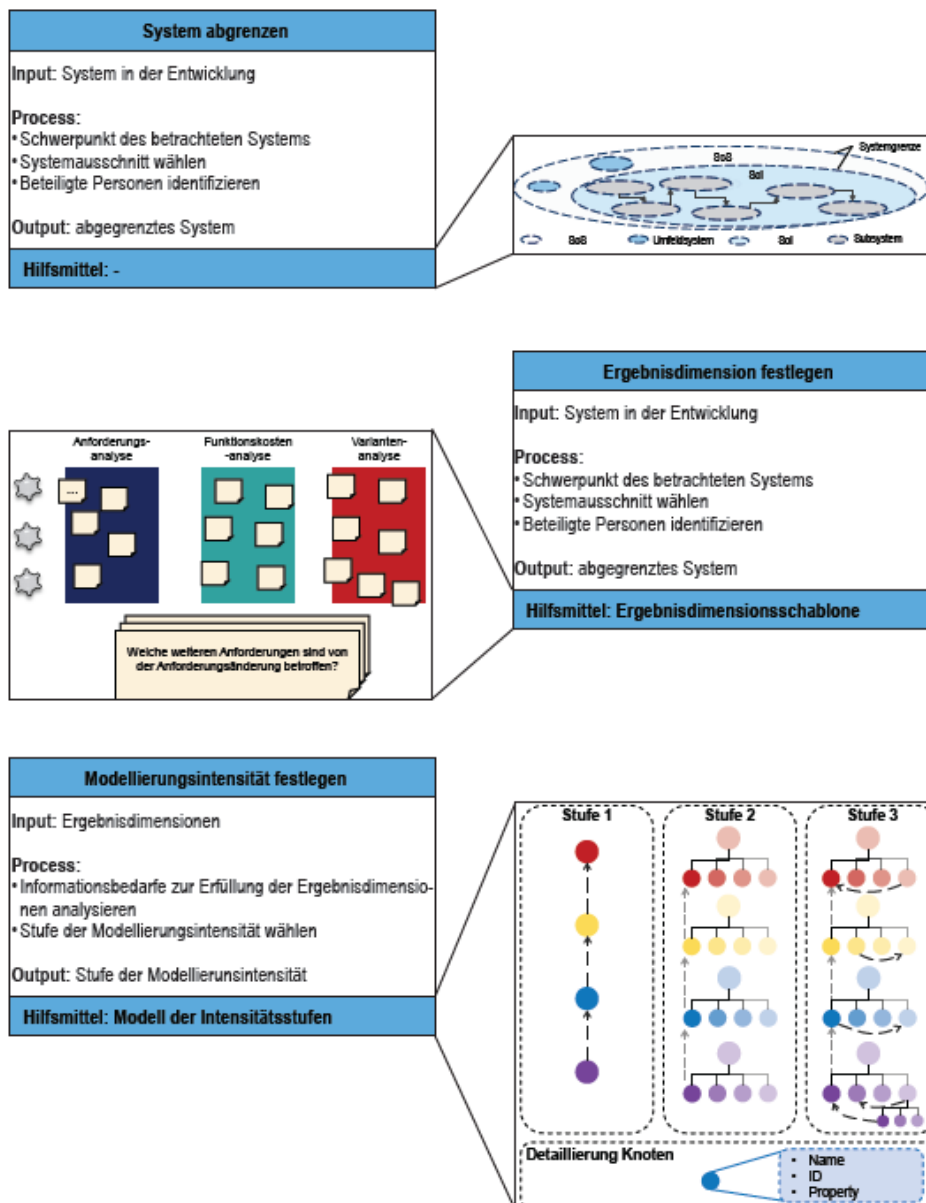 System abgrenzen
Input: System in der Entwicklung
Process:
• Schwerpunkt des betrachteten Systems
• Systemausschnitt wählen
• Beteiligte Personen identifizieren
Output: abgegrenztes System
Hilfsmittel: -
Systemgrenze
SoS
SoI
SoS
Umfeldsystem
SoI
Subsystem
Ergebnisdimension festlegen
Input: System in der Entwicklung
Process:
• Schwerpunkt des betrachteten Systems
• Systemausschnitt wählen
• Beteiligte Personen identifizieren
Output: abgegrenztes System
Hilfsmittel: Ergebnisdimensionsschablone
Anforderungs-
analyse
Funktionskosten
-analyse
Varianten-
analyse
....
Welche weiteren Anforderungen sind von
der Anforderungsänderung betroffen?
Modellierungsintensität festlegen
Input: Ergebnisdimensionen
Process:
• Informationsbedarfe zur Erfüllung der Ergebnisdimensio-
nen analysieren
• Stufe der Modellierungsintensität wählen
Output: Stufe der Modellierunsintensität
Hilfsmittel: Modell der Intensitätsstufen
Stufe 1
Stufe 2
Stufe 3
Detaillierung Knoten
• Name
• ID
• Property